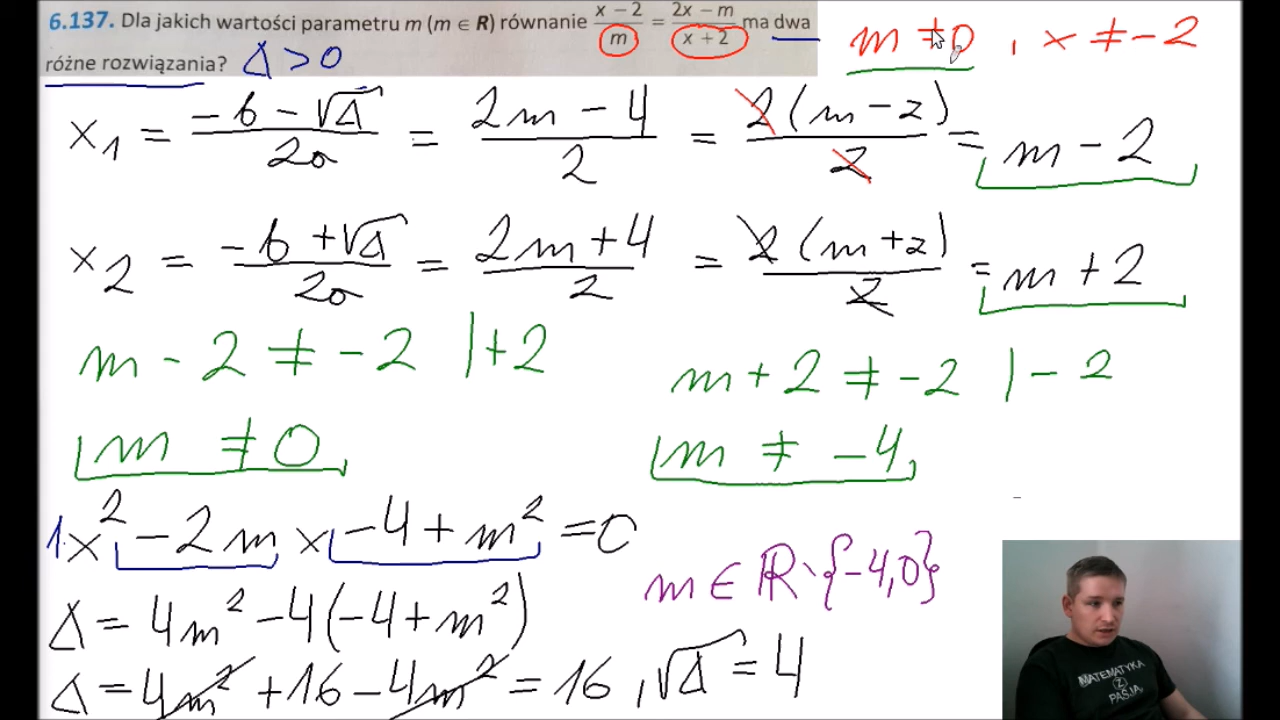 6.137. Dla jakich wartości parametru m (m ∈ R) równanie (x − 2)/m = (2x − m)/(x + 2) ma dwa
różne rozwiązania? Δ > 0
m ≠ 0, x ≠ −2
x₁ = (−b − √Δ)/2a = (2m − 4)/2 = 2(m − 2)/2 = m − 2
x₂ = (−b + √Δ)/2a = (2m + 4)/2 = 2(m + 2)/2 = m + 2
m − 2 ≠ −2 |+2
m + 2 ≠ −2 |−2
m ≠ 0
m ≠ −4
1·x² − 2mx − 4 + m² = 0
m ∈ ℝ∖{−4,0}
Δ = 4m² − 4(−4 + m²)
Δ = 4m² + 16 − 4m² = 16, √Δ = 4
MATEMATYKA
Z
PASJĄ